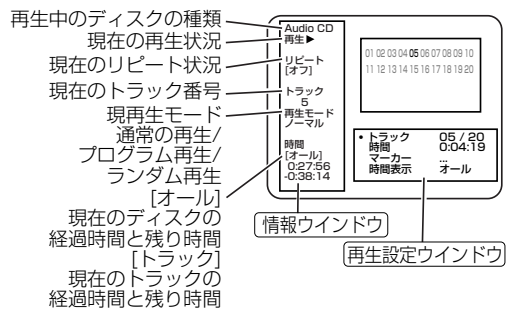 再生中のディスクの種類
現在の再生状況
現在のリピート状況
現在のトラック番号
現再生モード
通常の再生/
プログラム再生/
ランダム再生
[オール]
現在のディスクの
経過時間と残り時間
[トラック]
現在のトラックの
経過時間と残り時間
Audio CD
再生▶
リピート
[オフ]
トラック
5
再生モード
ノーマル
時間
[オール]
0:27:56
-0:38:14
情報ウインドウ
01 02 03 04 05 06 07 08 09 10
11 12 13 14 15 16 17 18 19 20
• トラック 05 / 20
時間 0:04:19
マーカー ...
時間表示 オール
再生設定ウインドウ